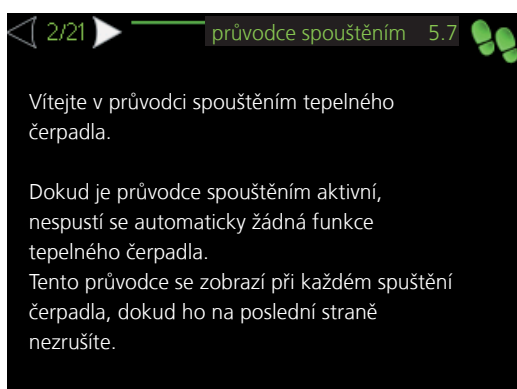 2/21 průvodce spouštěním 5.7
Vítejte v průvodci spouštěním tepelného
čerpadla.
Dokud je průvodce spouštěním aktivní,
nespustí se automaticky žádná funkce
tepelného čerpadla.
Tento průvodce se zobrazí při každém spuštění
čerpadla, dokud ho na poslední straně
nezrušíte.